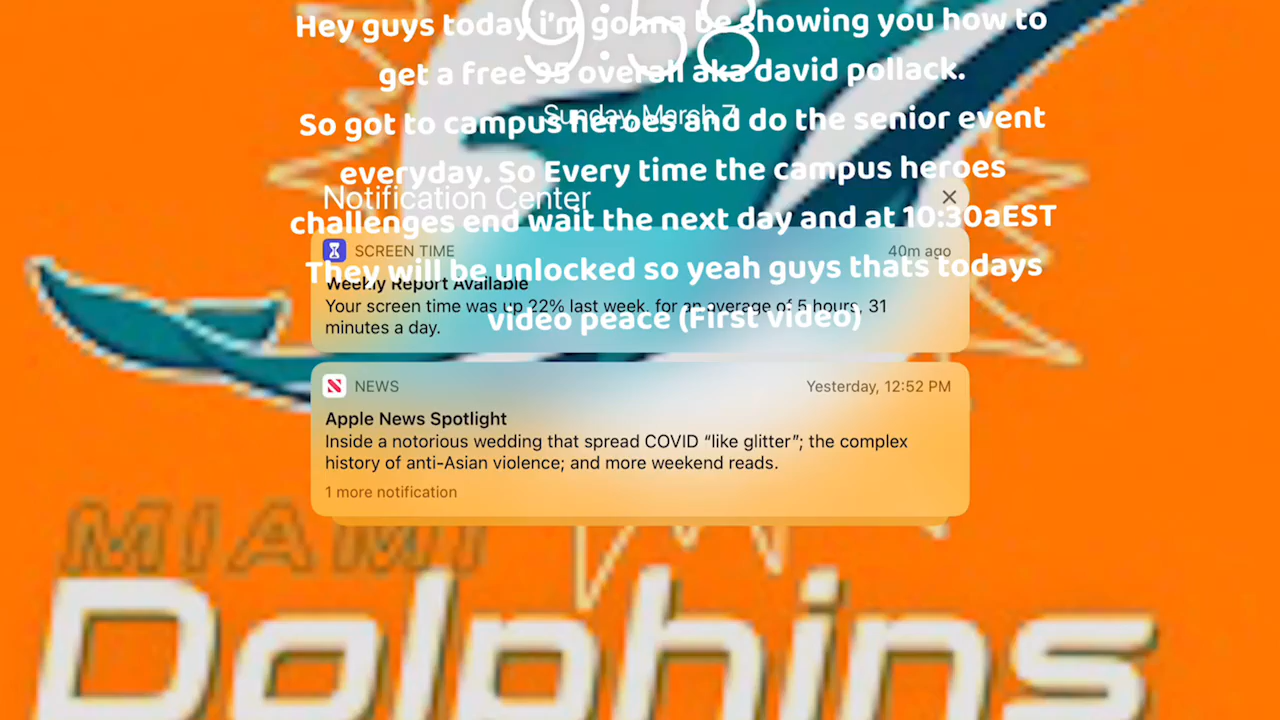 9:58
Hey guys today i'm gonna be showing you how to
get a free 95 overall aka david pollack.
Sunday, March 7
So got to campus heroes and do the senior event
everyday. So Every time the campus heroes
Notification Center
challenges end wait the next day and at 10:30aEST
SCREEN TIME
40m ago
They will be unlocked so yeah guys thats todays
Weekly Report Available
Your screen time was up 22% last week, for an average of 5 hours, 31
video peace (First video)
minutes a day.
NEWS
Yesterday, 12:52 PM
Apple News Spotlight
Inside a notorious wedding that spread COVID “like glitter”; the complex
history of anti-Asian violence; and more weekend reads.
1 more notification
MIAMI
Dolphins